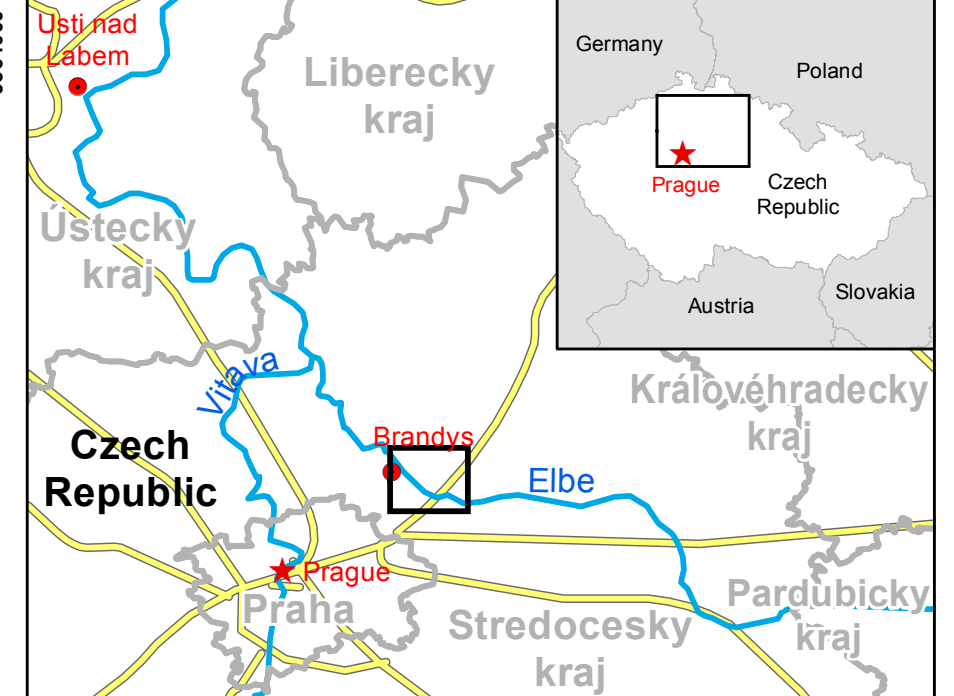 Usti nad
Labem
Liberecky
kraj
Germany
Poland
Prague
Czech
Republic
Austria
Slovakia
Ústecky
kraj
Vltava
Královéhradecky
kraj
Czech
Republic
Brandys
Elbe
Prague
Praha
Stredocesky
kraj
Pardubicky
kraj